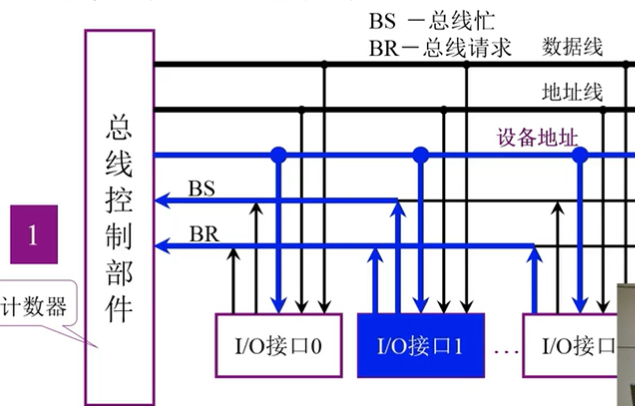 BS －总线忙
BR－总线请求
数据线
地址线
设备地址
BS
BR
总线控制部件
1
计数器
I/O接口0
I/O接口1
…
I/O接口